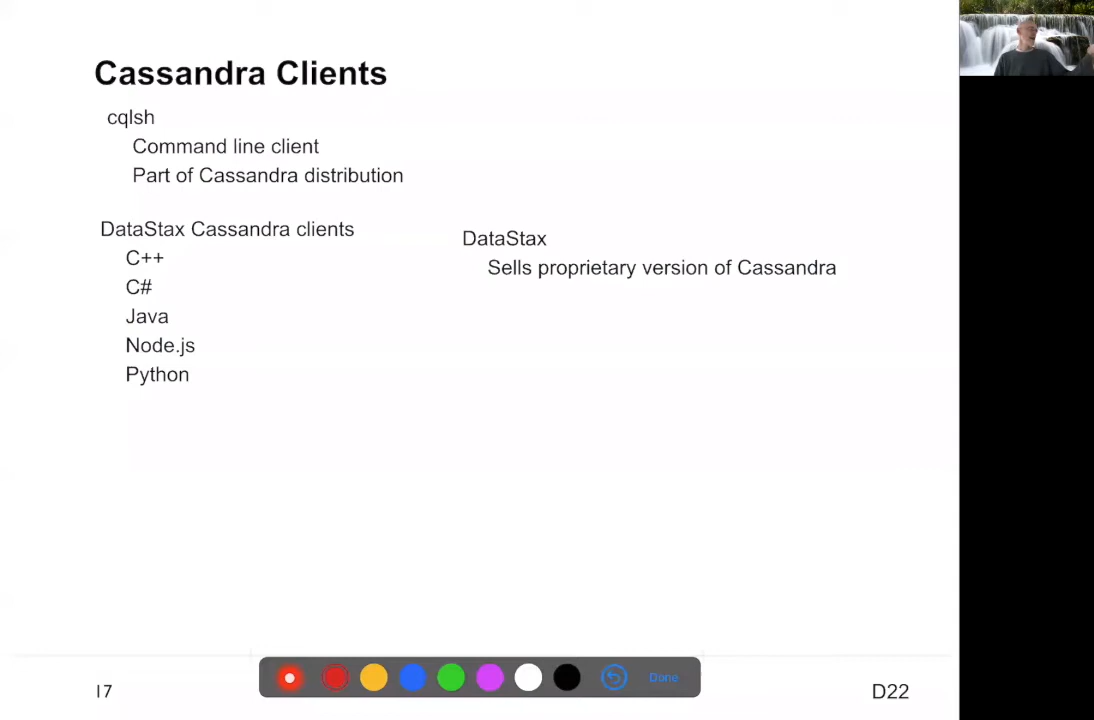 Cassandra Clients
cqlsh
Command line client
Part of Cassandra distribution
DataStax Cassandra clients
C++
C#
Java
Node.js
Python
DataStax
Sells proprietary version of Cassandra
Done
17
D22